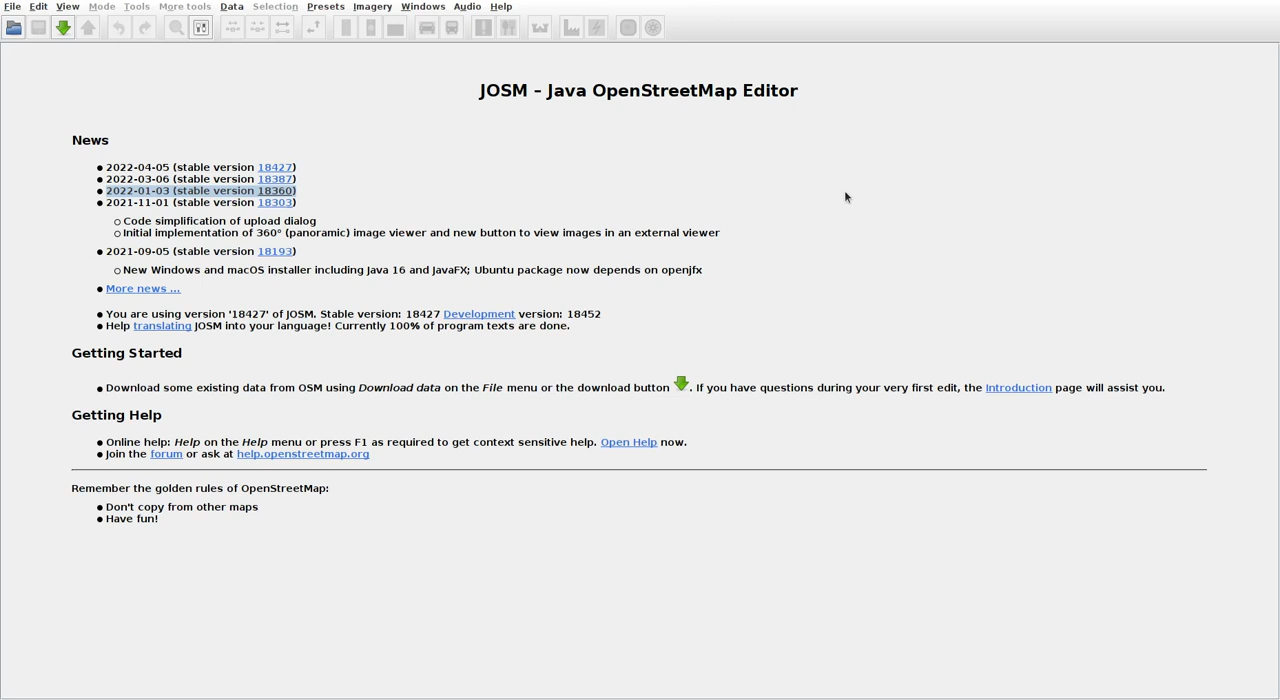 File Edit View Mode Tools More tools Data Selection Presets Imagery Windows Audio Help
JOSM – Java OpenStreetMap Editor
News
● 2022-04-05 (stable version 18427)
● 2022-03-06 (stable version 18387)
● 2022-01-03 (stable version 18360)
● 2021-11-01 (stable version 18303)
○ Code simplification of upload dialog
○ Initial implementation of 360° (panoramic) image viewer and new button to view images in an external viewer
● 2021-09-05 (stable version 18193)
○ New Windows and macOS installer including Java 16 and JavaFX; Ubuntu package now depends on openjfx
● More news ...
● You are using version '18427' of JOSM. Stable version: 18427 Development version: 18452
● Help translating JOSM into your language! Currently 100% of program texts are done.
Getting Started
● Download some existing data from OSM using Download data on the File menu or the download button . If you have questions during your very first edit, the Introduction page will assist you.
Getting Help
● Online help: Help on the Help menu or press F1 as required to get context sensitive help. Open Help now.
● Join the forum or ask at help.openstreetmap.org
Remember the golden rules of OpenStreetMap:
● Don't copy from other maps
● Have fun!